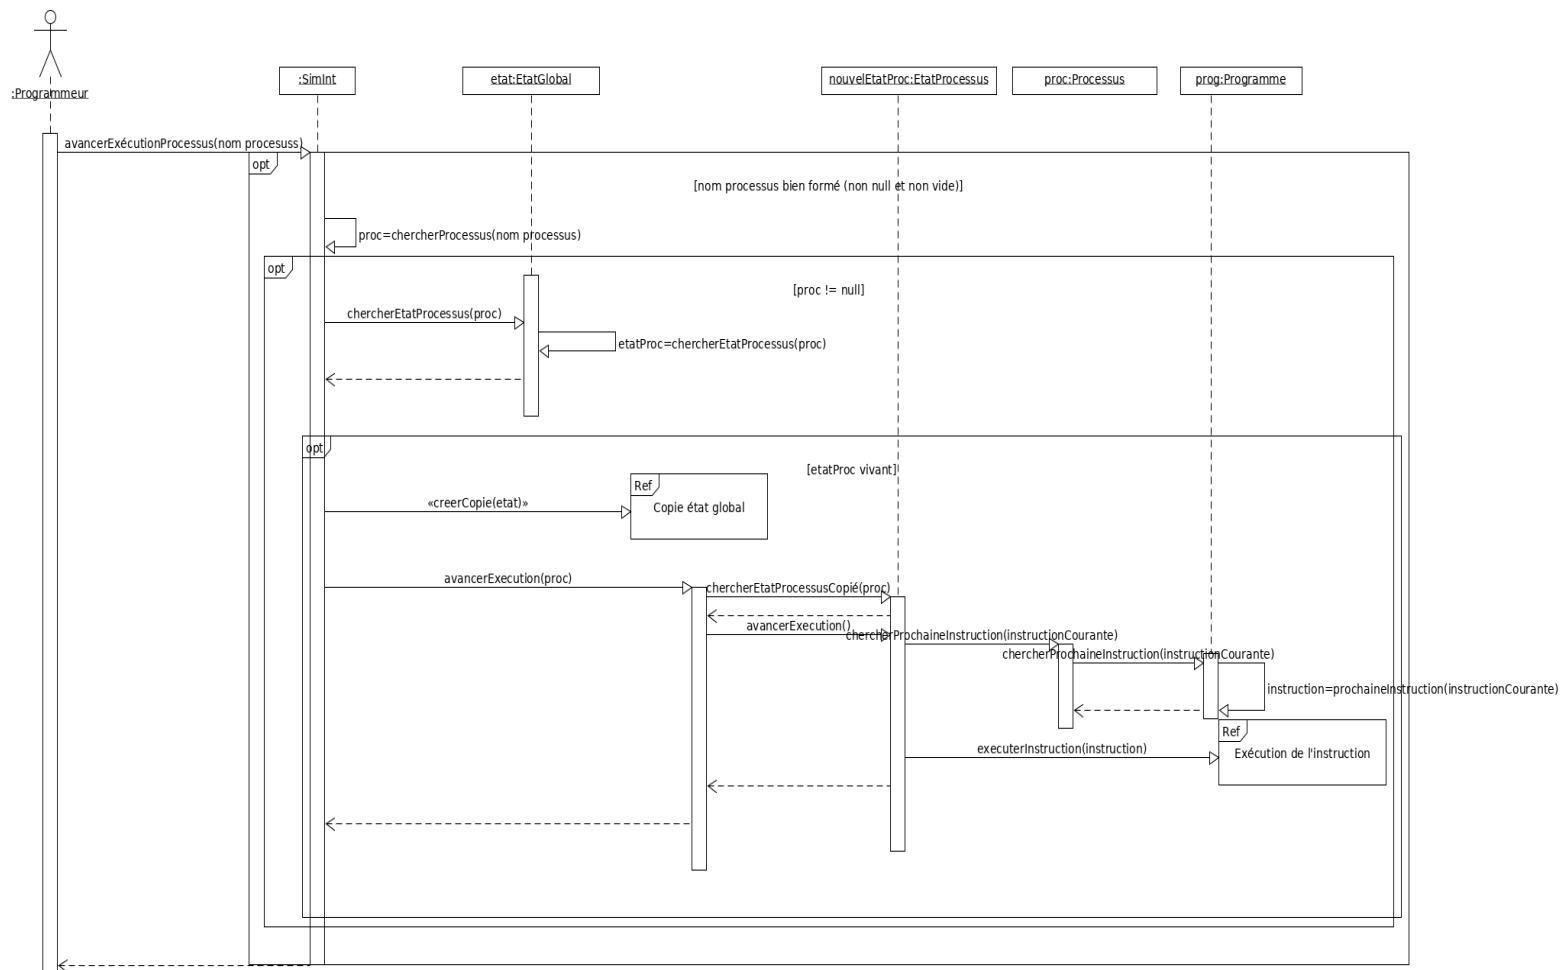 :Programmeur
:SimInt
etat:EtatGlobal
nouvelEtatProc:EtatProcessus
proc:Processus
prog:Programme
avancerExécutionProcessus(nom procesuss)
opt
[nom processus bien formé (non null et non vide)]
proc=chercherProcessus(nom processus)
opt
[proc != null]
chercherEtatProcessus(proc)
etatProc=chercherEtatProcessus(proc)
opt
[etatProc vivant]
Ref
Copie état global
«creerCopie(etat)»
avancerExecution(proc)
chercherEtatProcessusCopié(proc)
avancerExecution()
chercherProchaineInstruction(instructionCourante)
chercherProchaineInstruction(instructionCourante)
instruction=prochaineInstruction(instructionCourante)
Ref
Exécution de l'instruction
executerInstruction(instruction)